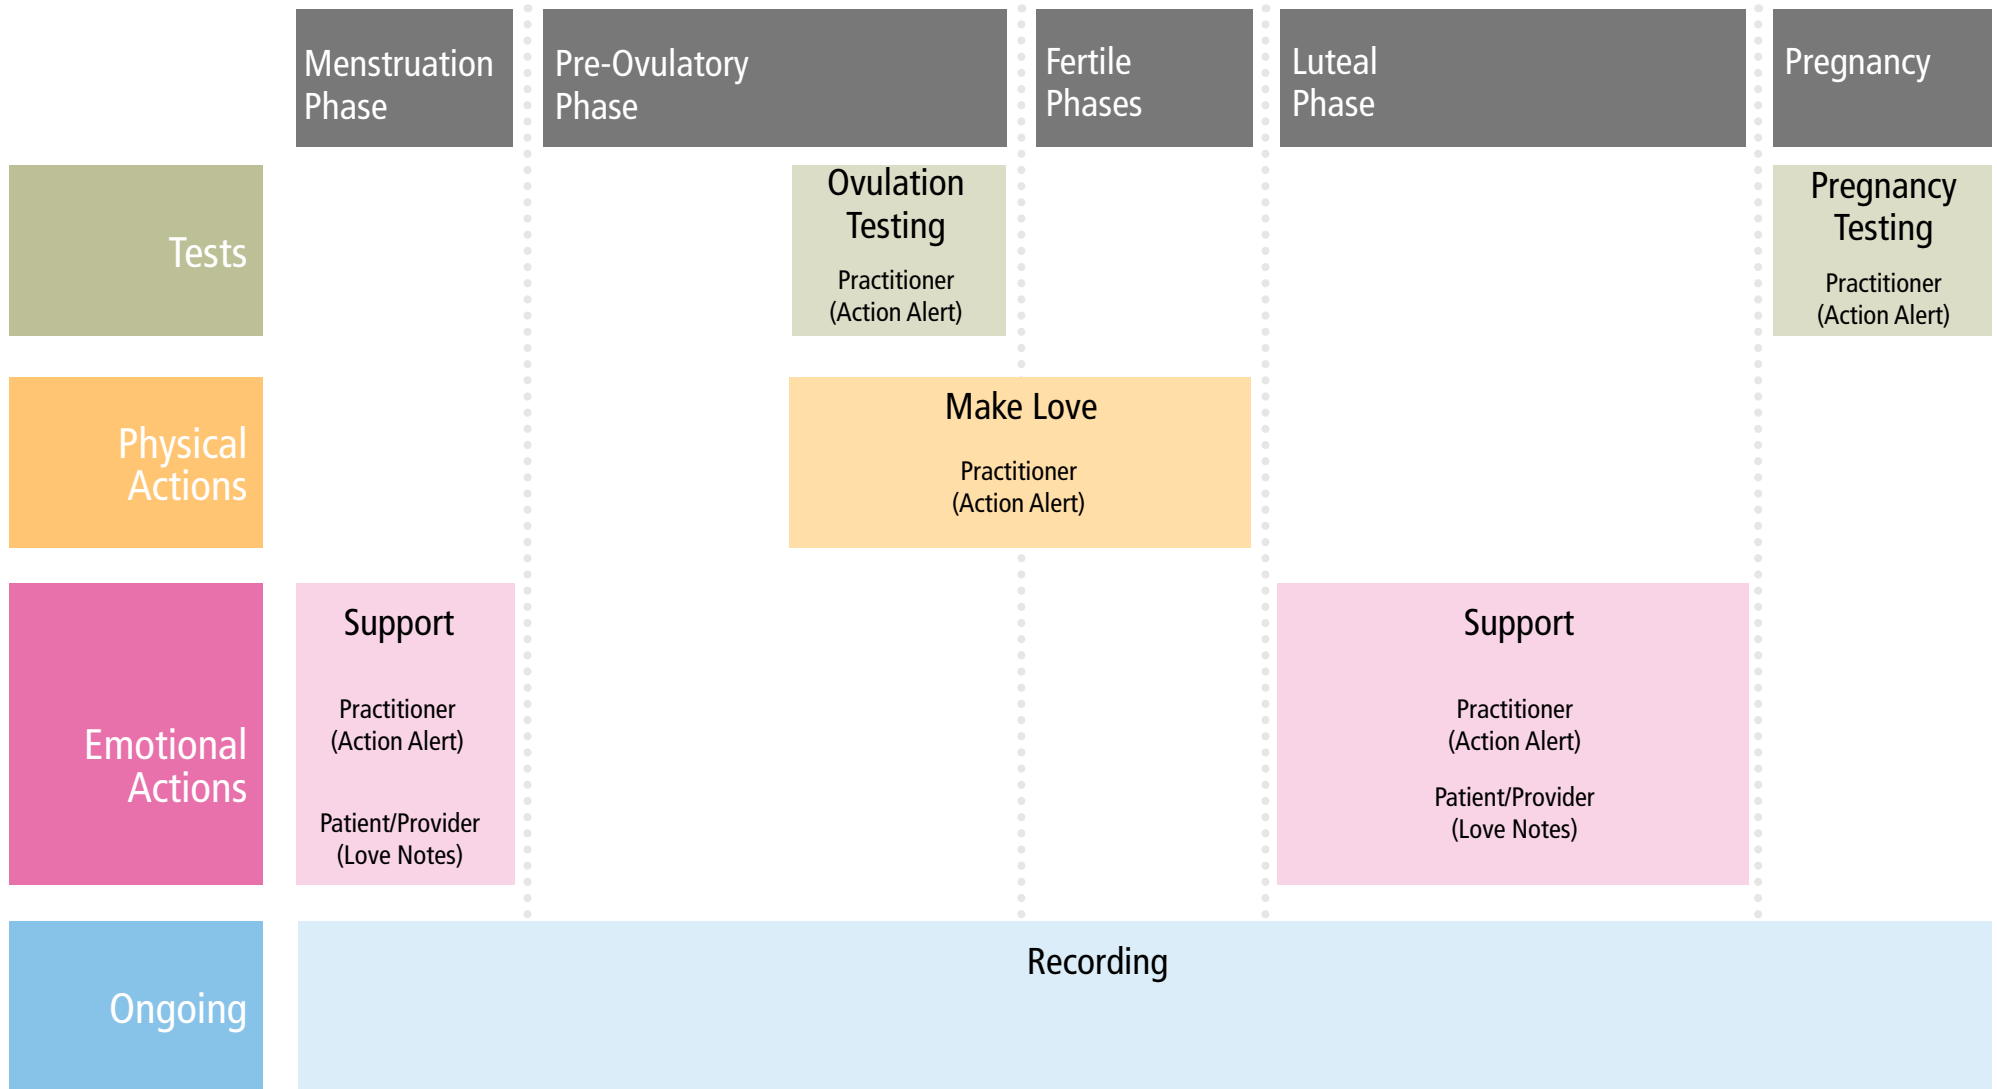 Menstruation
Phase
Pre-Ovulatory
Phase
Fertile
Phases
Luteal
Phase
Pregnancy
Tests
Ovulation
Testing
Practitioner
(Action Alert)
Pregnancy
Testing
Practitioner
(Action Alert)
Physical
Actions
Make Love
Practitioner
(Action Alert)
Emotional
Actions
Support
Practitioner
(Action Alert)
Patient/Provider
(Love Notes)
Support
Practitioner
(Action Alert)
Patient/Provider
(Love Notes)
Ongoing
Recording